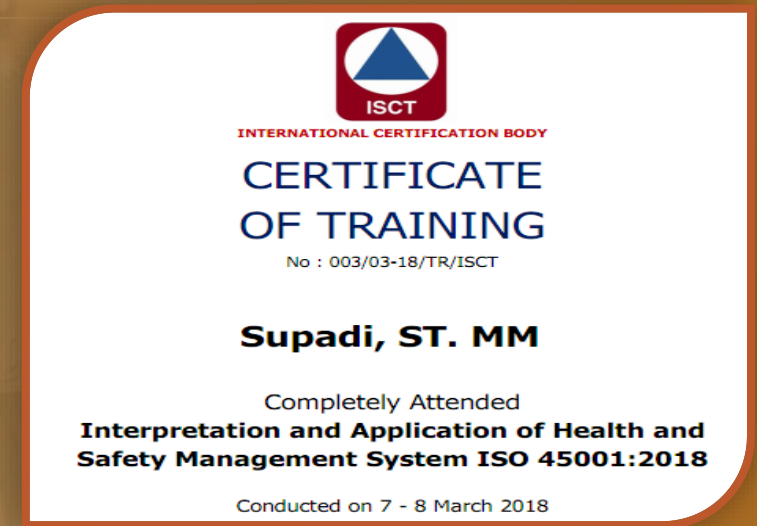 ISCT
INTERNATIONAL CERTIFICATION BODY
CERTIFICATE
OF TRAINING
No : 003/03-18/TR/ISCT
Supadi, ST. MM
Completely Attended
Interpretation and Application of Health and
Safety Management System ISO 45001:2018
Conducted on 7 - 8 March 2018